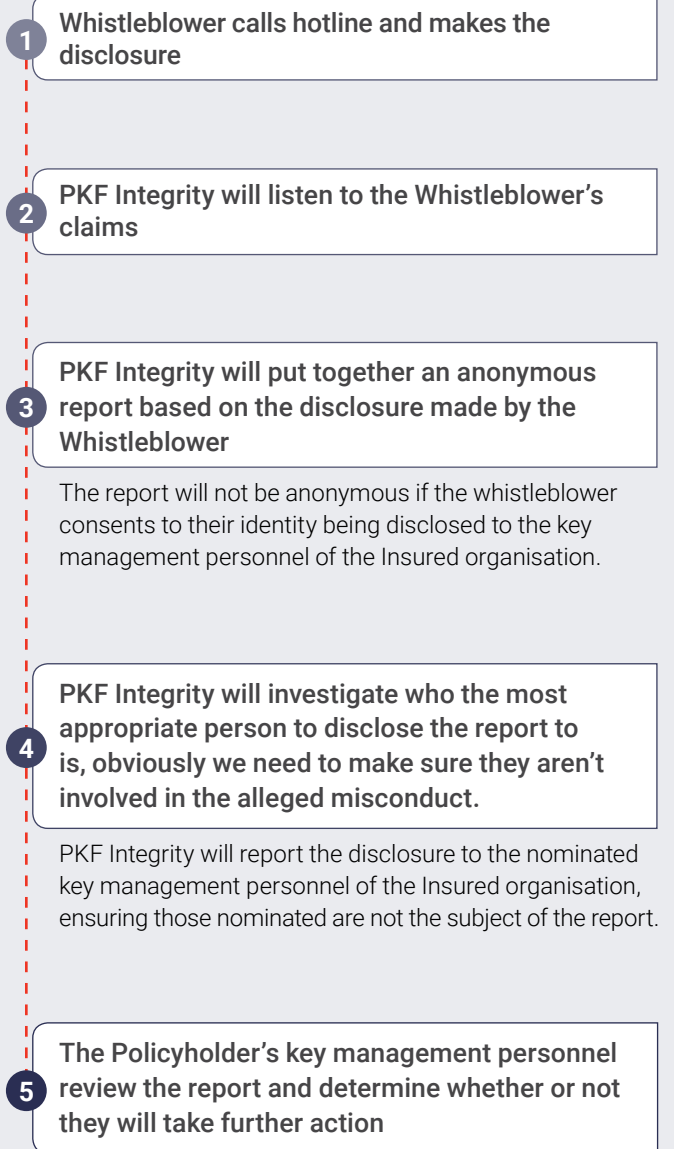 1
Whistleblower calls hotline and makes the
disclosure
2
PKF Integrity will listen to the Whistleblower's
claims
3
PKF Integrity will put together an anonymous
report based on the disclosure made by the
Whistleblower
The report will not be anonymous if the whistleblower
consents to their identity being disclosed to the key
management personnel of the Insured organisation.
4
PKF Integrity will investigate who the most
appropriate person to disclose the report to
is, obviously we need to make sure they aren't
involved in the alleged misconduct.
PKF Integrity will report the disclosure to the nominated
key management personnel of the Insured organisation,
ensuring those nominated are not the subject of the report.
5
The Policyholder's key management personnel
review the report and determine whether or not
they will take further action